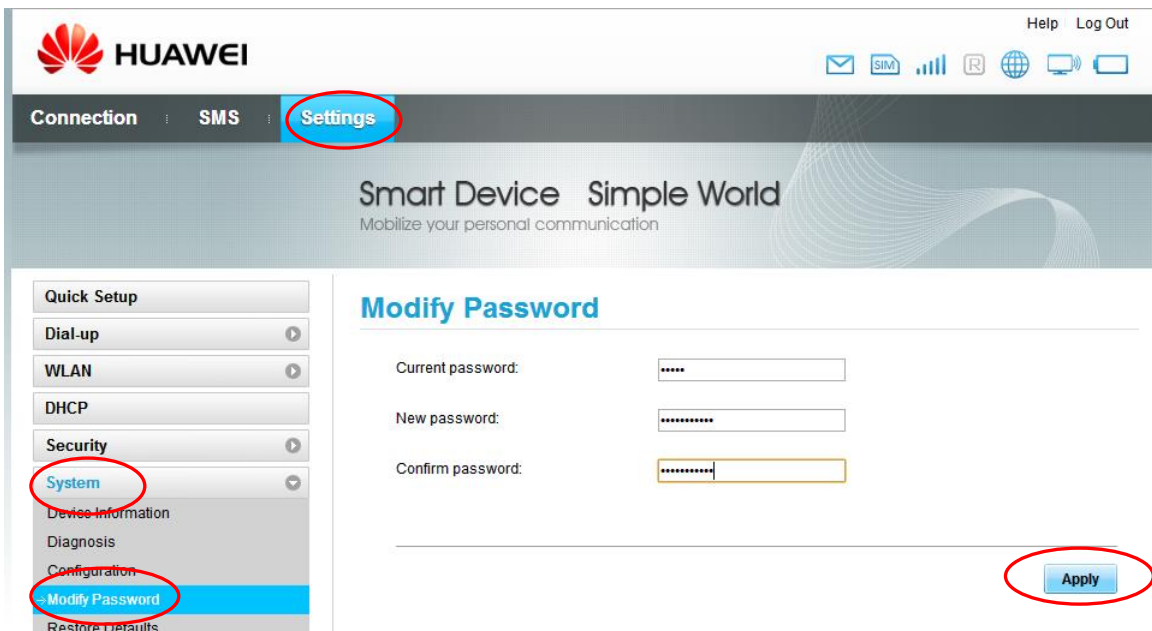 Help Log Out
HUAWEI
SIM R
Connection SMS Settings
Smart Device Simple World
Mobilize your personal communication
Quick Setup
Dial-up
WLAN
DHCP
Security
System
Device Information
Diagnosis
Configuration
Modify Password
Restore Defaults
Modify Password
Current password: •••••
New password: •••••••••••
Confirm password: •••••••••••
Apply